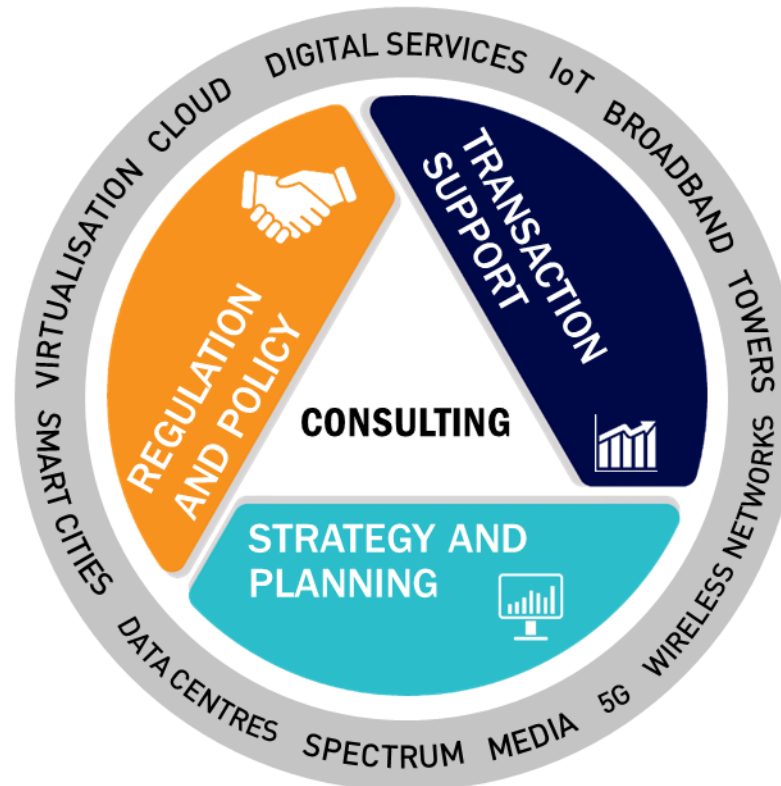 DIGITAL SERVICES
IoT
BROADBAND
TOWERS
WIRELESS NETWORKS
5G
MEDIA
SPECTRUM
DATA CENTRES
SMART CITIES
VIRTUALISATION
CLOUD
TRANSACTION
SUPPORT
REGULATION
AND POLICY
CONSULTING
STRATEGY AND
PLANNING